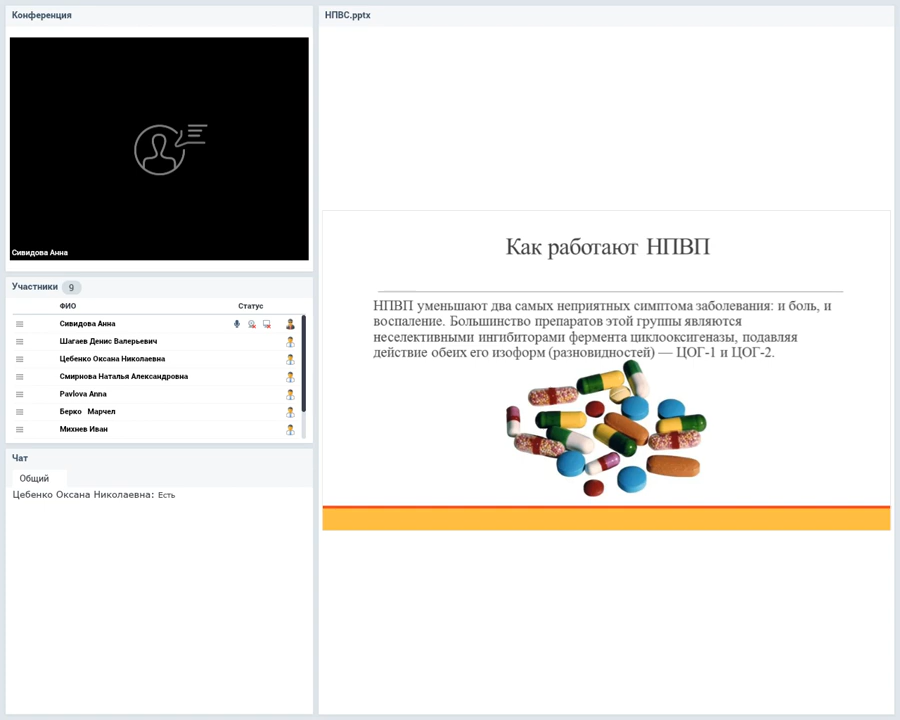 Конференция
Сивидова Анна
Участники 9
ФИО Статус
Сивидова Анна
Шагаев Денис Валерьевич
Цебенко Оксана Николаевна
Смирнова Наталья Александровна
Pavlova Anna
Берко Марчел
Михнев Иван
Чат
Общий
Цебенко Оксана Николаевна: Есть
НПВС.pptx
Как работают НПВП
НПВП уменьшают два самых неприятных симптома заболевания: и боль, и
воспаление. Большинство препаратов этой группы являются
неселективными ингибиторами фермента циклооксигеназы, подавляя
действие обеих его изоформ (разновидностей) — ЦОГ-1 и ЦОГ-2.